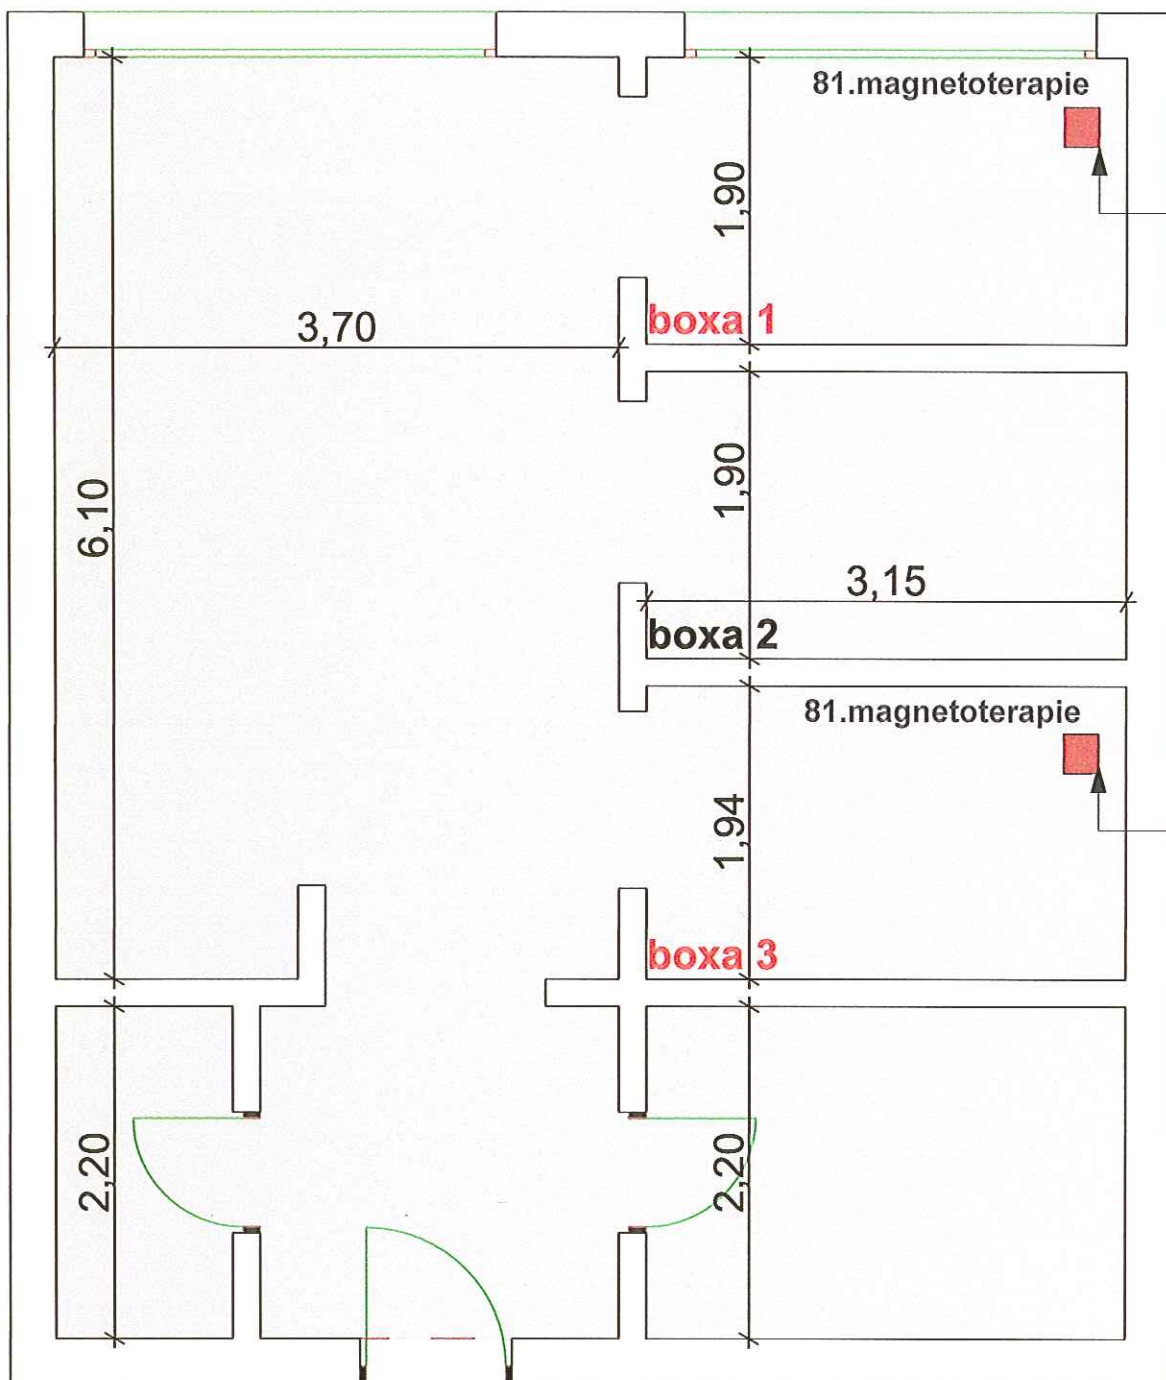 81.magnetoterapie
1,90
boxa 1
3,70
1,90
6,10
3,15
boxa 2
81.magnetoterapie
1,94
boxa 3
2,20
2,20